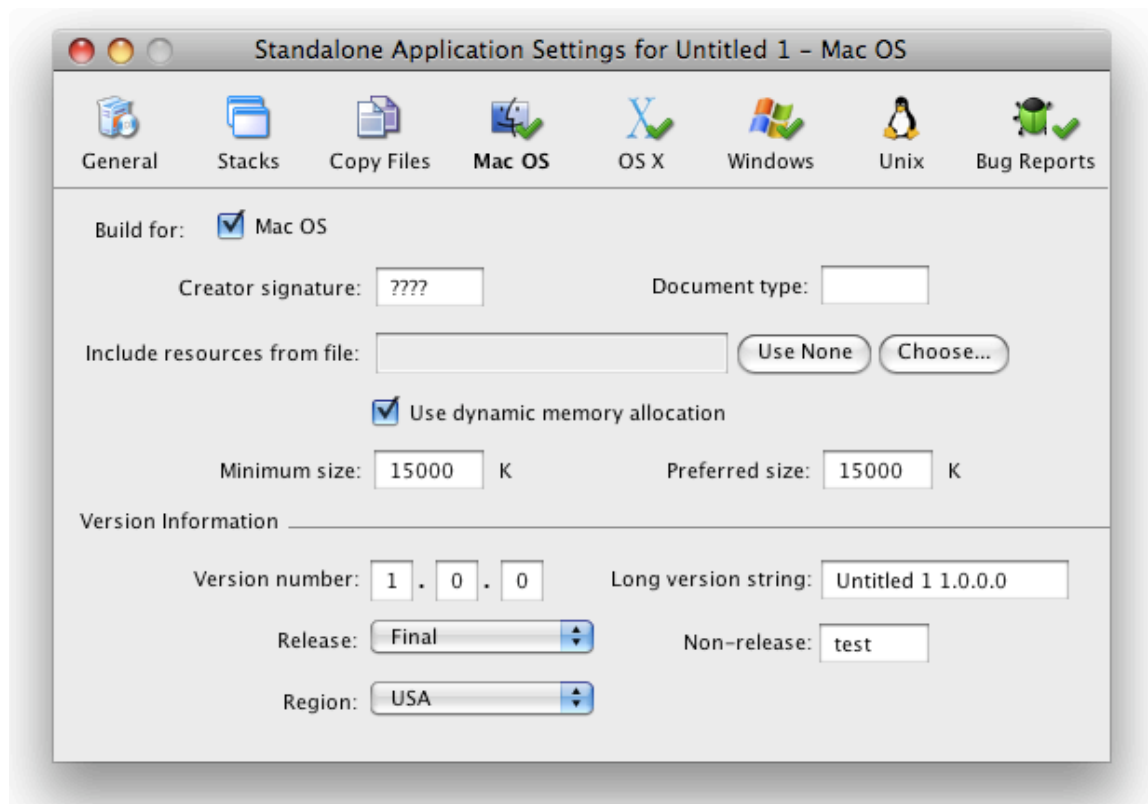 Standalone Application Settings for Untitled 1 – Mac OS
General Stacks Copy Files Mac OS OS X Windows Unix Bug Reports
Build for: Mac OS
Creator signature: ???? Document type:
Include resources from file: Use None Choose...
Use dynamic memory allocation
Minimum size: 15000 K Preferred size: 15000 K
Version Information
Version number: 1 . 0 . 0 Long version string: Untitled 1 1.0.0.0
Release: Final Non-release: test
Region: USA